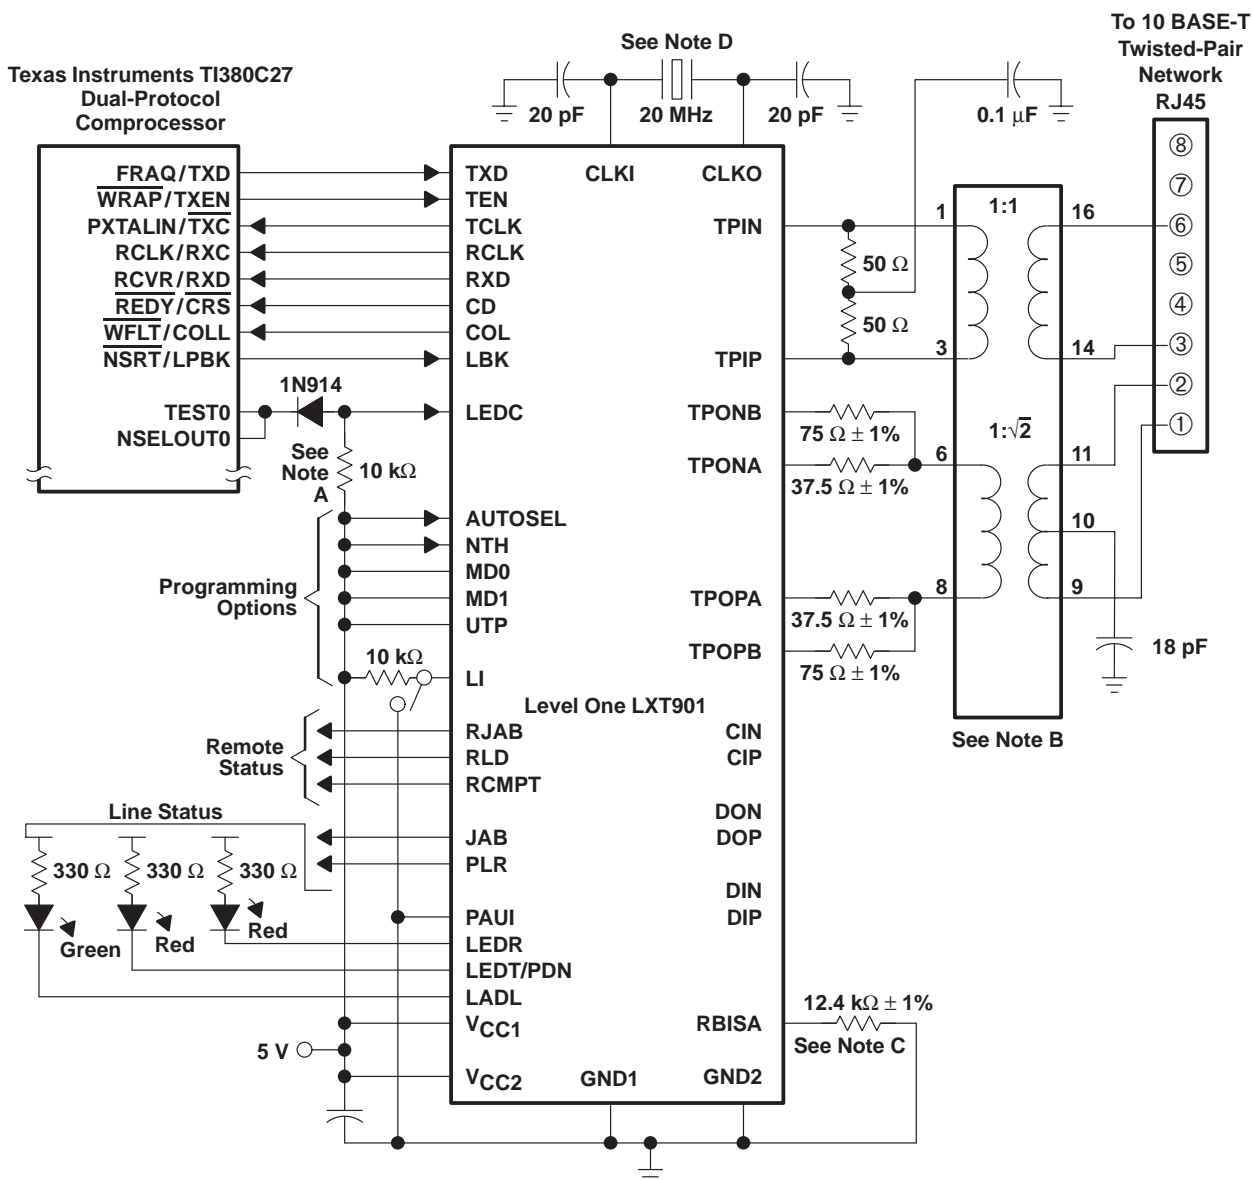 To 10 BASE-T
Twisted-Pair
Network
RJ45
See Note D
Texas Instruments TI380C27
Dual-Protocol
Comprocessor
20 pF
20 MHz
20 pF
0.1 μF
FRAQ/TXD
W̅R̅A̅P̅/TXEN
PXTALIN/T̅X̅C̅
RCLK/RXC
RCVR/RXD
R̅E̅D̅Y̅/C̅R̅S̅
W̅F̅L̅T̅/COLL
N̅S̅R̅T̅/LPBK
TEST0
NSELOUT0
1N914
See
Note
A
10 kΩ
Programming
Options
10 kΩ
Remote
Status
Line Status
330 Ω
330 Ω
330 Ω
Green
Red
Red
5 V
TXD
TEN
TCLK
RCLK
RXD
CD
COL
LBK
LEDC
AUTOSEL
NTH
MD0
MD1
UTP
LI
Level One LXT901
RJAB
RLD
RCMPT
JAB
PLR
PAUI
LEDR
LEDT/PDN
LADL
VCC1
VCC2
CLKI
CLKO
TPIN
TPIP
TPONB
TPONA
TPOPA
TPOPB
CIN
CIP
DON
DOP
DIN
DIP
RBISA
GND1
GND2
50 Ω
50 Ω
75 Ω ± 1%
37.5 Ω ± 1%
37.5 Ω ± 1%
75 Ω ± 1%
12.4 kΩ ± 1%
See Note C
1
1:1
16
3
14
1:√2
6
11
10
8
9
See Note B
18 pF
⑧
⑦
⑥
⑤
④
③
②
①